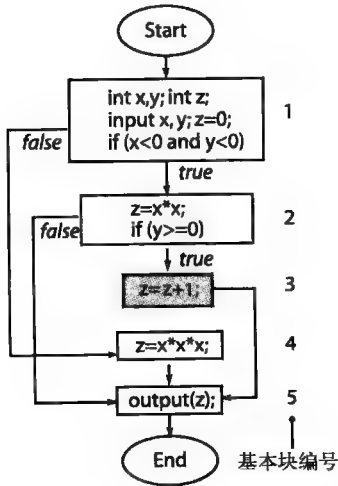 Start
int x,y; int z;
input x, y; z=0;
if (x<0 and y<0)
1
false
true
z=x*x;
if (y>=0)
2
false
true
z=z+1;
3
z=x*x*x;
4
output(z);
5
End
基本块编号